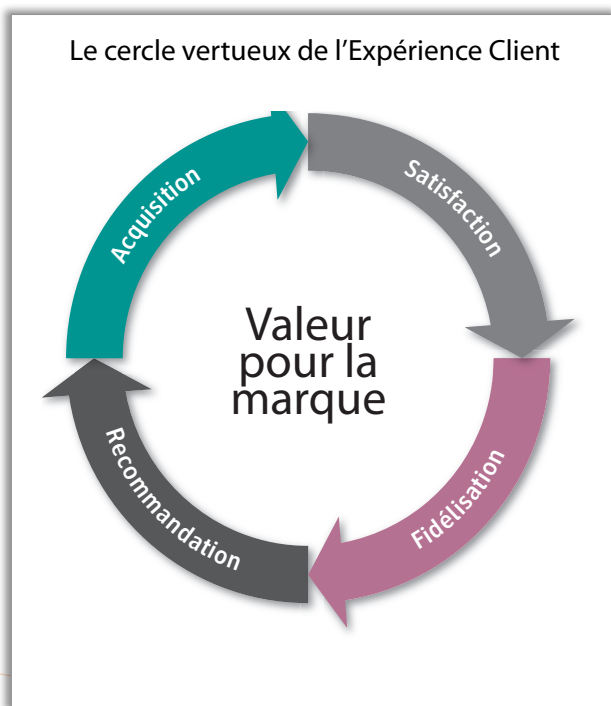 Le cercle vertueux de l’Expérience Client
Acquisition
Satisfaction
Valeur
pour la
marque
Recommandation
Fidélisation